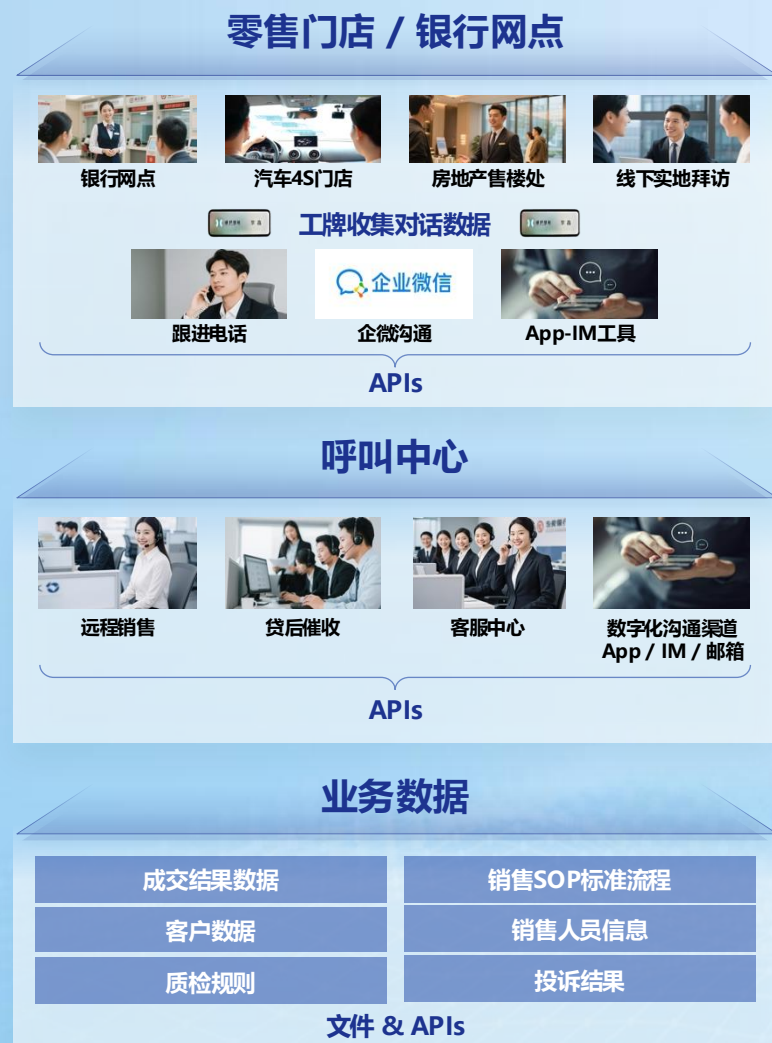 零售门店 / 银行网点
银行网点
汽车4S门店
房地产售楼处
线下实地拜访
工牌收集对话数据
企业微信
跟进电话
企微沟通
App-IM工具
APIs
呼叫中心
远程销售
贷后催收
客服中心
数字化沟通渠道
App / IM / 邮箱
APIs
业务数据
成交结果数据
销售SOP标准流程
客户数据
销售人员信息
质检规则
投诉结果
文件 & APIs